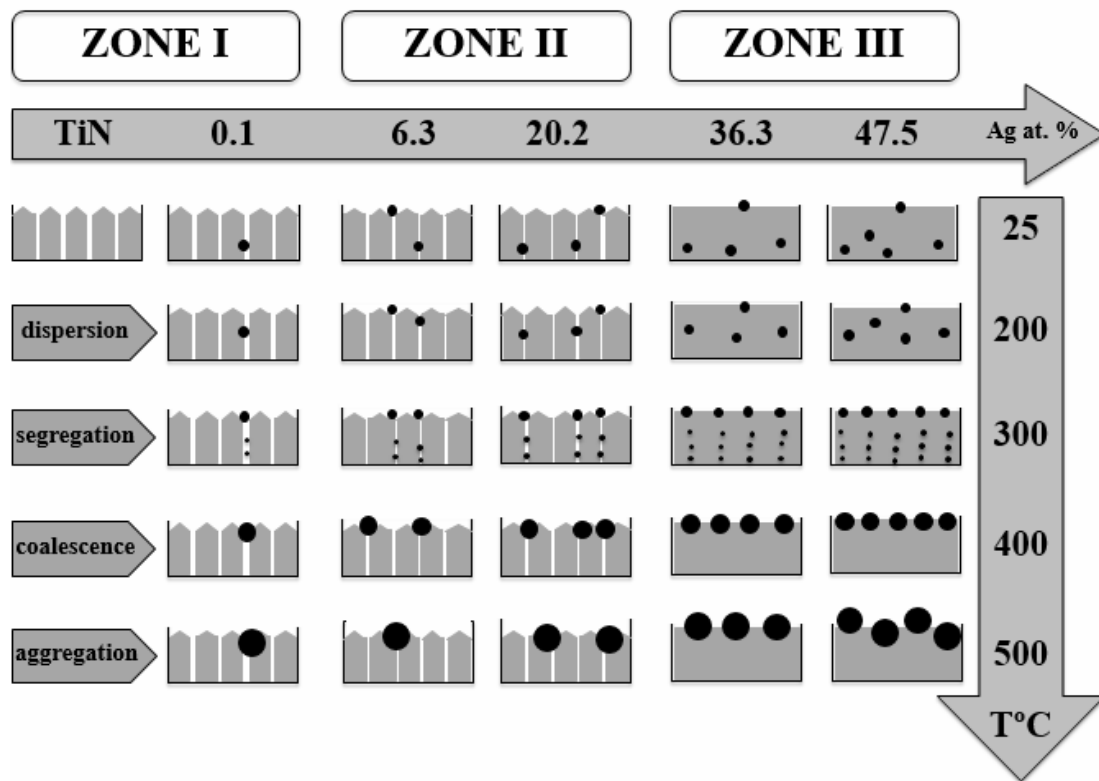 ZONE I ZONE II ZONE III
TiN 0.1 6.3 20.2 36.3 47.5 Ag at. %
25
dispersion 200
segregation 300
coalescence 400
aggregation 500
TºC